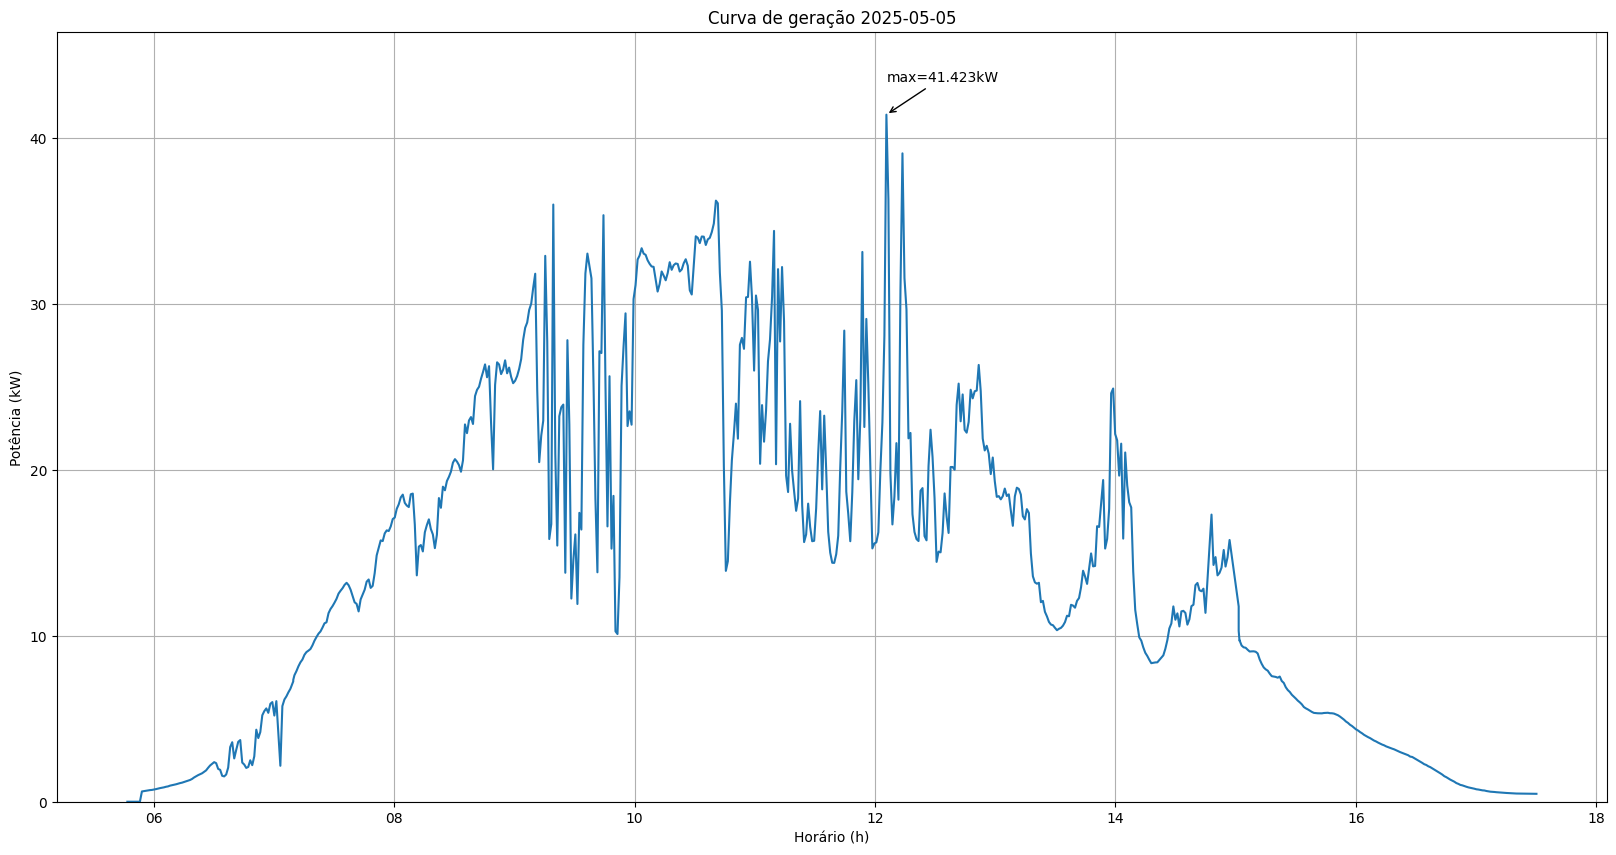 Curva de geração 2025-05-05
max=41.423kW
Potência (kW)
40
30
20
10
0
06 08 10 12 14 16 18
Horário (h)